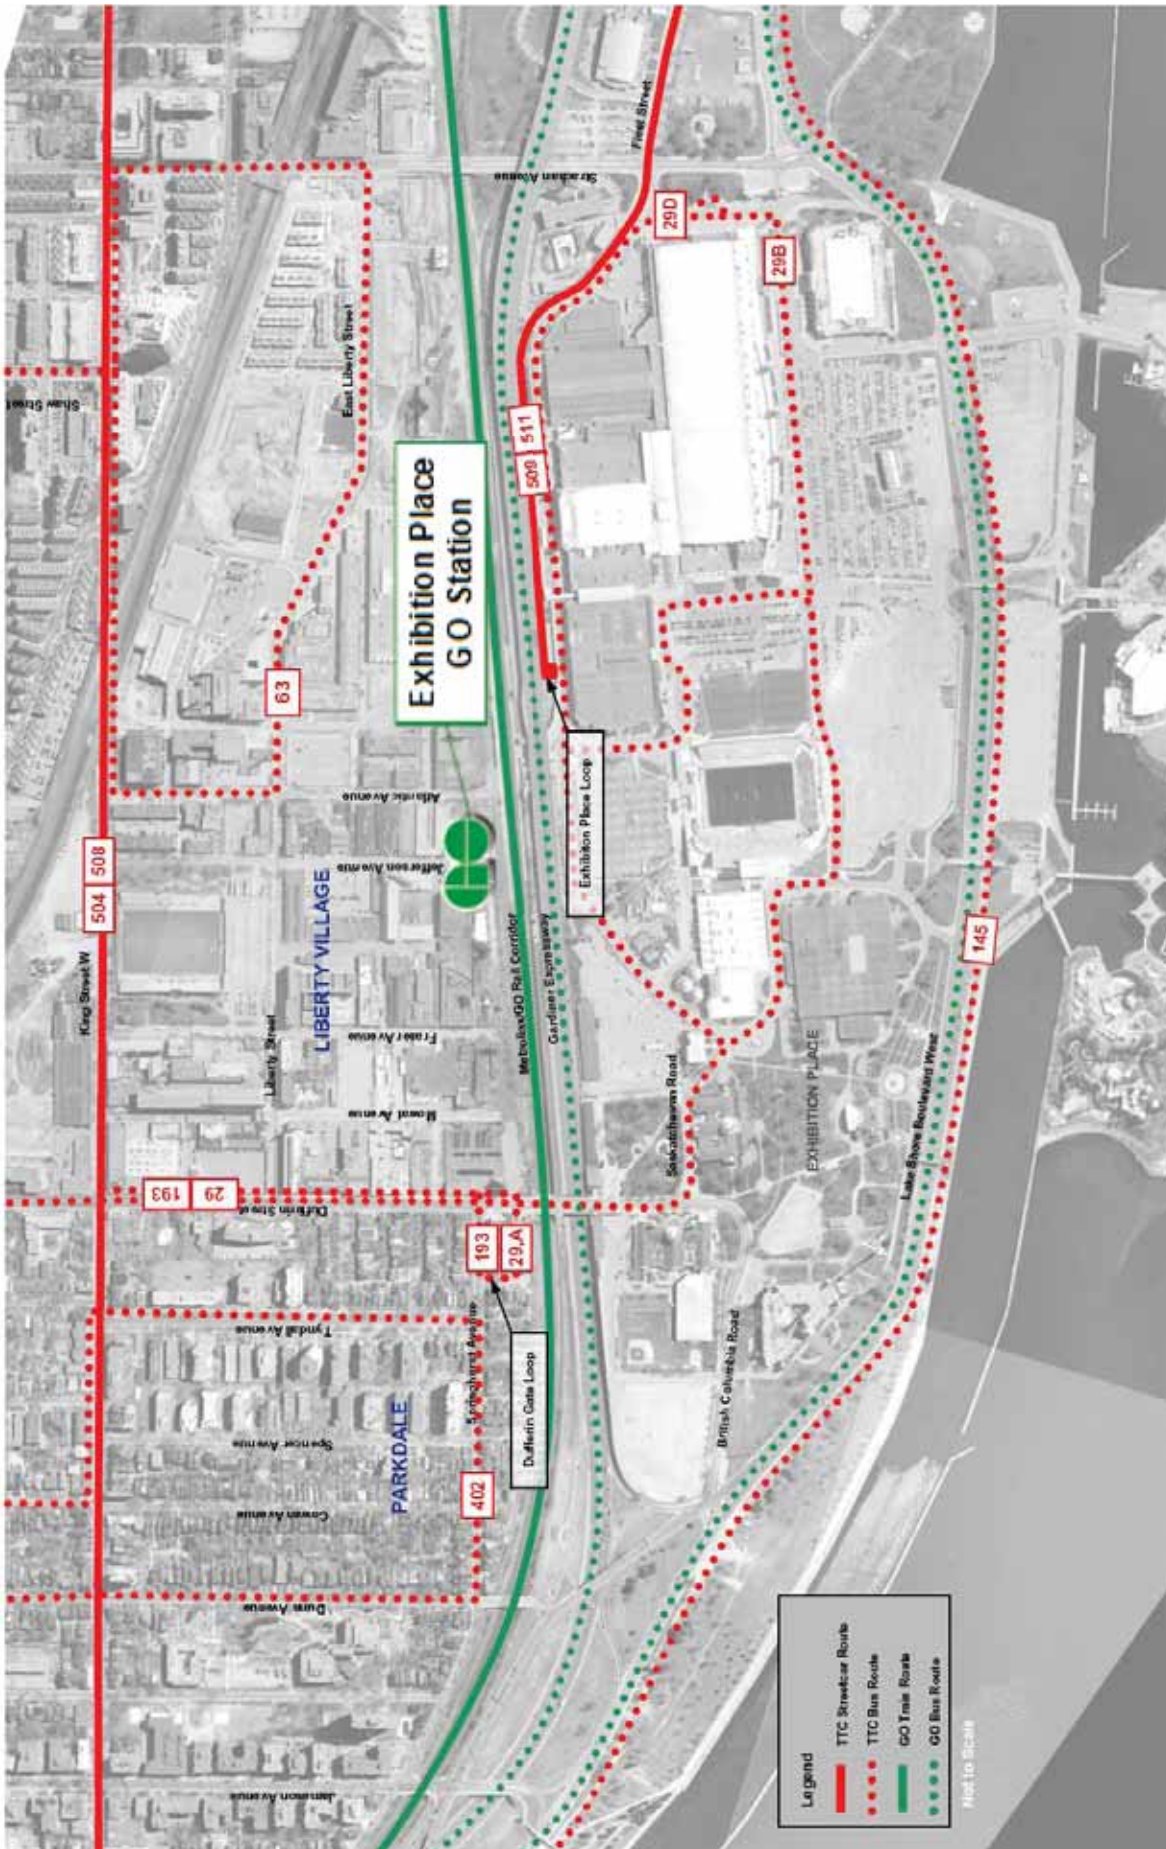 Shaw Street
King Street W
504 508
193 29
Dufferin Street
Jameson Avenue
Dunn Avenue
Cowan Avenue
Spencer Avenue
Tyndall Avenue
Liberty Street
63
East Liberty Street
LIBERTY VILLAGE
Mowat Avenue
Fraser Avenue
Jefferson Avenue
Atlantic Avenue
PARKDALE
Exhibition Place
GO Station
GO
402
Springhurst Avenue
193
29A
Dufferin Gate Loop
Metrolinx/GO Rail Corridor
Gardiner Expressway
509 511
Strachan Avenue
Exhibiton Place Loop
Fleet Street
29D
29B
Saskatchewan Road
British Columbia Road
EXHIBITION PLACE
Lake Shore Boulevard West
145
Legend
TTC Streetcar Route
TTC Bus Route
GO Train Route
GO Bus Route
Not to Scale